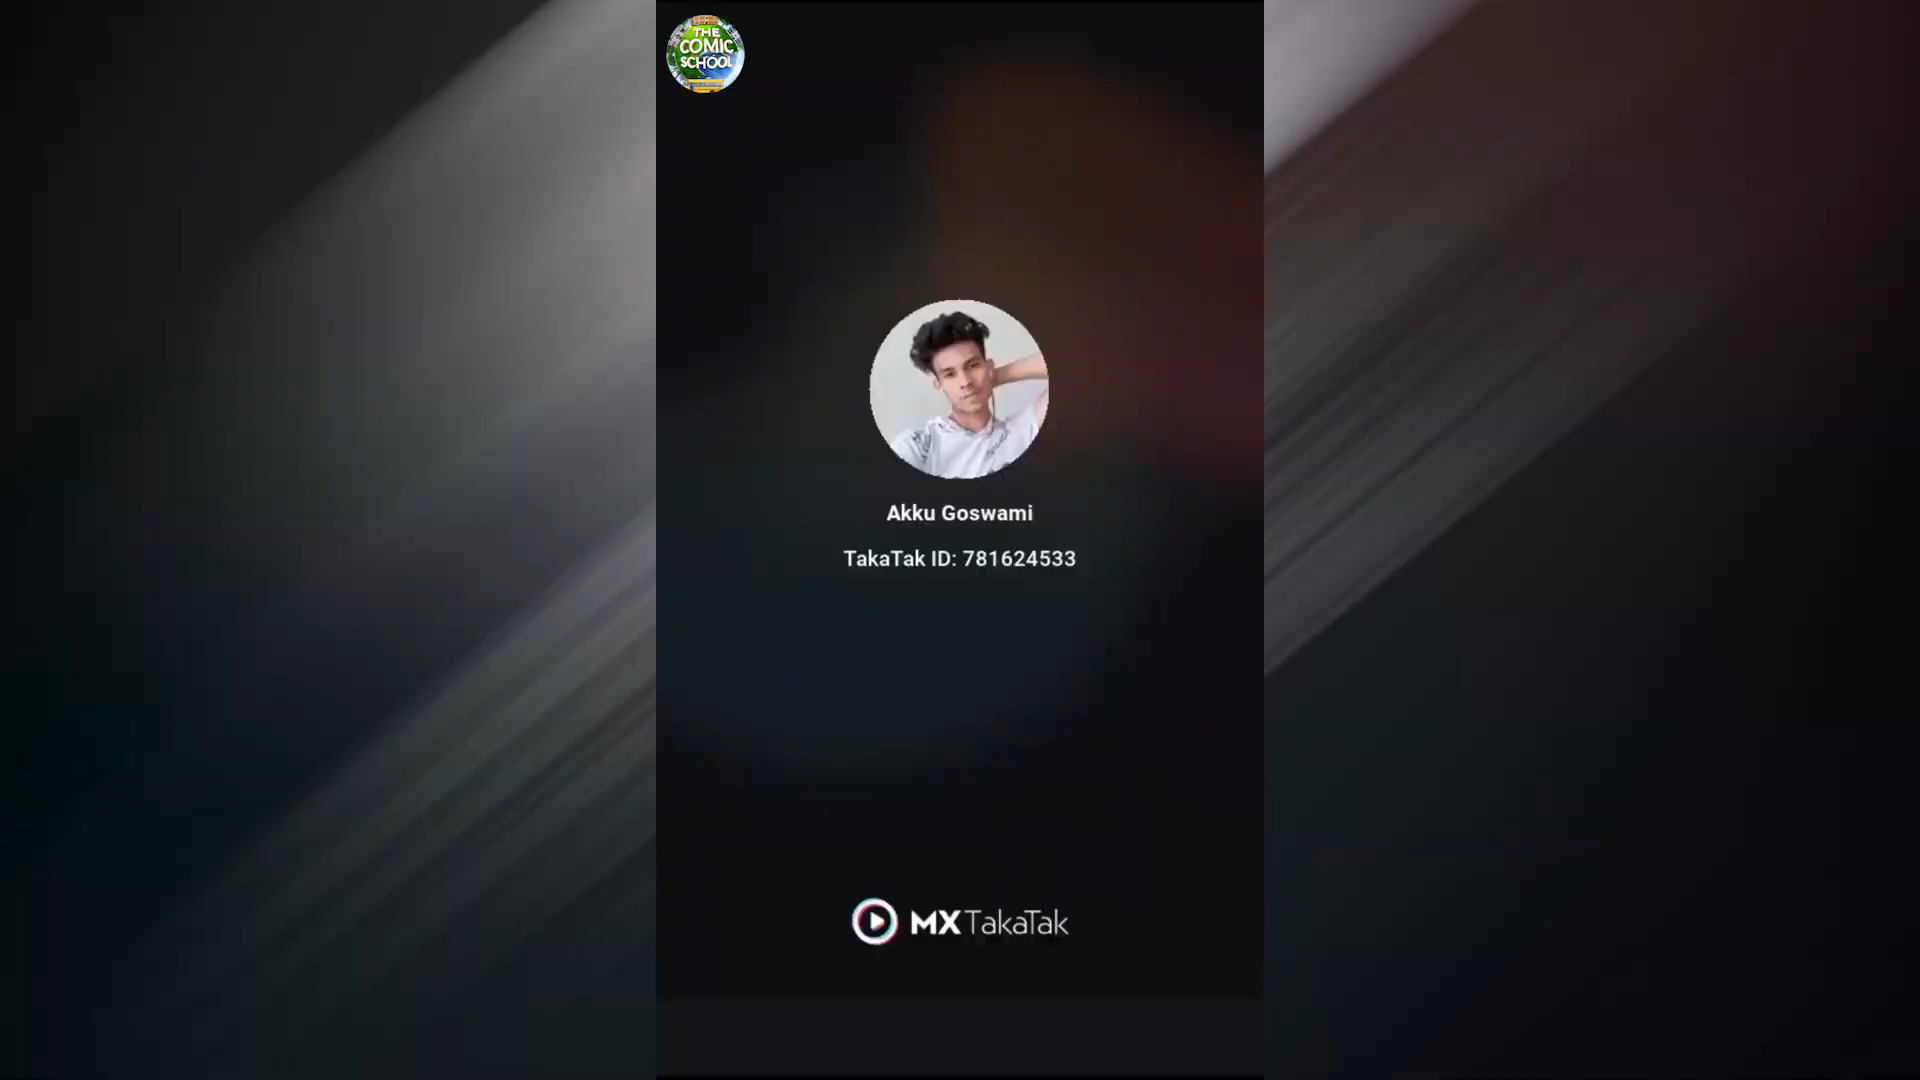 THE
COMIC
SCHOOL
Akku Goswami
TakaTak ID: 781624533
MX TakaTak